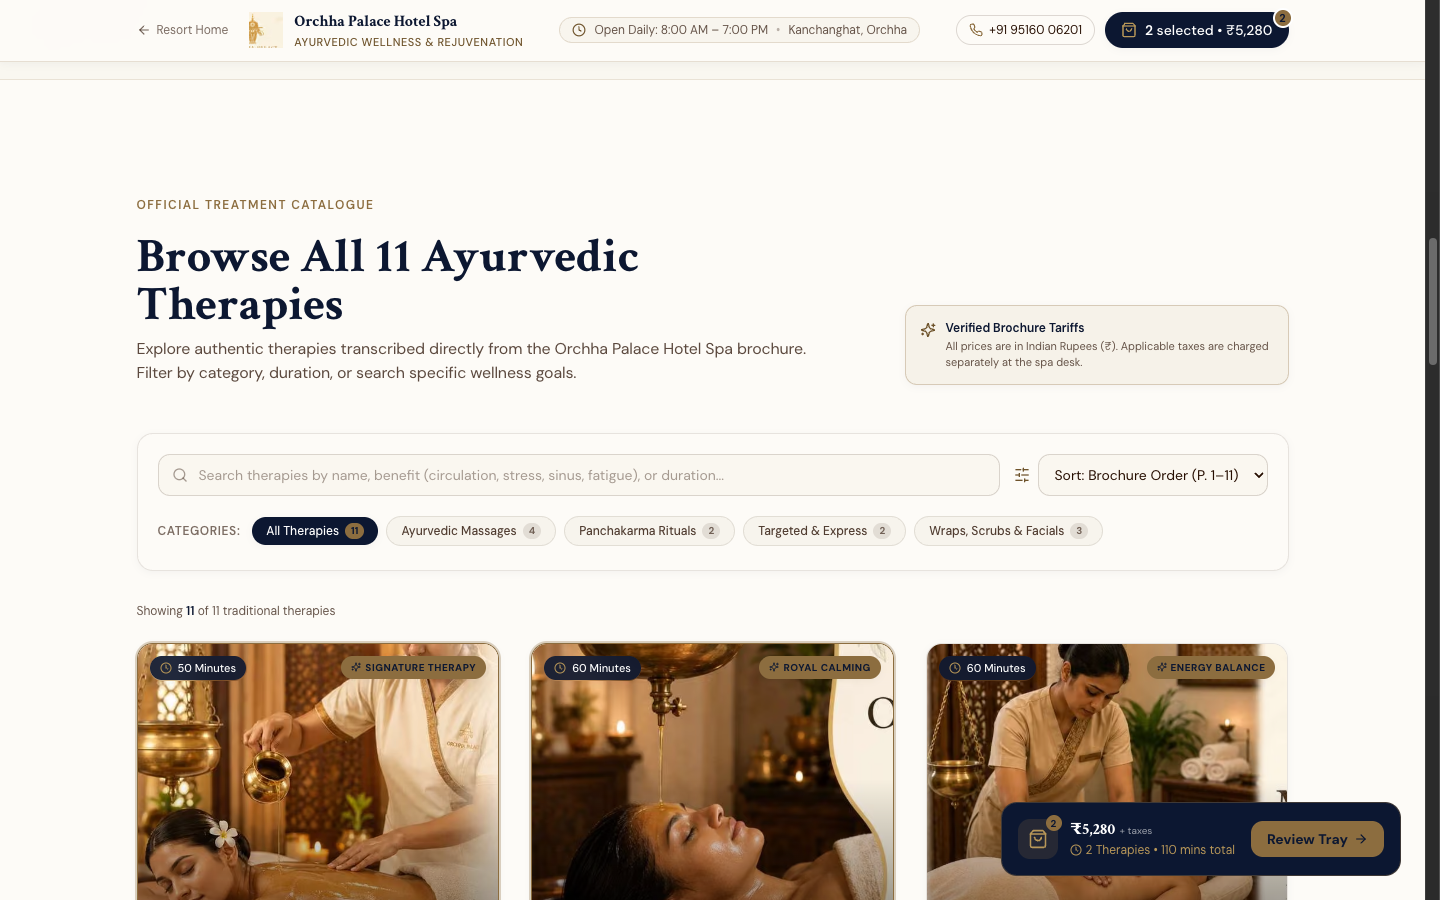 Resort Home
Orchha Palace Hotel Spa
AYURVEDIC WELLNESS & REJUVENATION
Open Daily: 8:00 AM – 7:00 PM • Kanchanghat, Orchha
+91 95160 06201
2 selected • ₹5,280
2
OFFICIAL TREATMENT CATALOGUE
Browse All 11 Ayurvedic
Therapies
Explore authentic therapies transcribed directly from the Orchha Palace Hotel Spa brochure.
Filter by category, duration, or search specific wellness goals.
Verified Brochure Tariffs
All prices are in Indian Rupees (₹). Applicable taxes are charged
separately at the spa desk.
Search therapies by name, benefit (circulation, stress, sinus, fatigue), or duration...
Sort: Brochure Order (P. 1–11)
CATEGORIES:
All Therapies 11
Ayurvedic Massages 4
Panchakarma Rituals 2
Targeted & Express 2
Wraps, Scrubs & Facials 3
Showing 11 of 11 traditional therapies
50 Minutes
SIGNATURE THERAPY
60 Minutes
ROYAL CALMING
O
60 Minutes
ENERGY BALANCE
2
₹5,280 + taxes
2 Therapies • 110 mins total
Review Tray